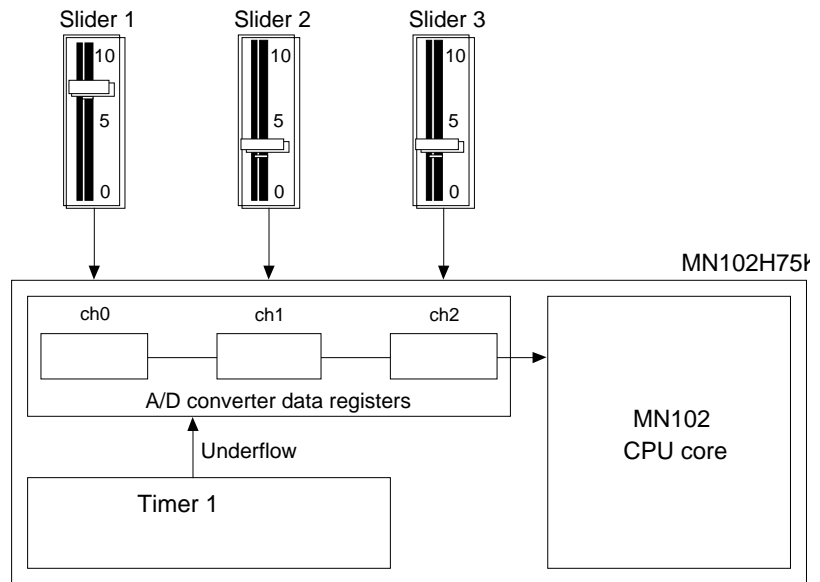 Slider 1
Slider 2
Slider 3
10
5
0
10
5
0
10
5
0
MN102H75K
ch0
ch1
ch2
A/D converter data registers
MN102
CPU core
Underflow
Timer 1